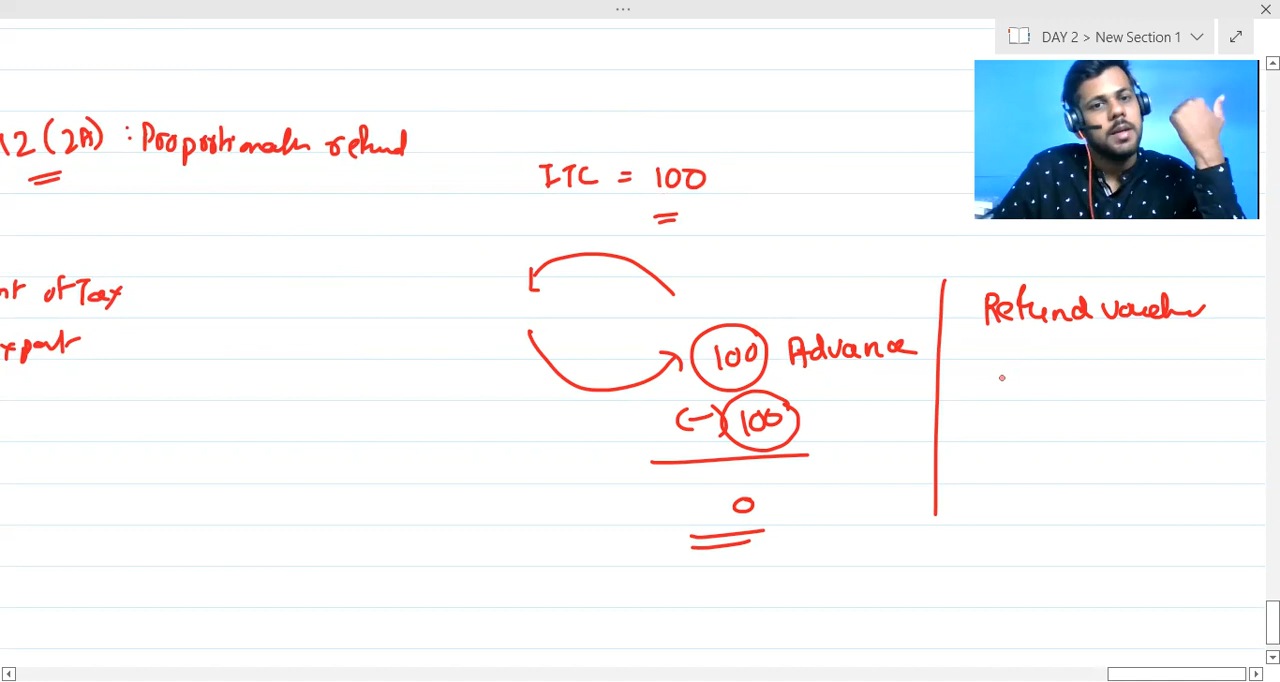 DAY 2 > New Section 1
12 (2A) : Proportionate refund
ITC = 100
nt of Tax
xport
100 Advance
(-) 100
0
Refund voucher